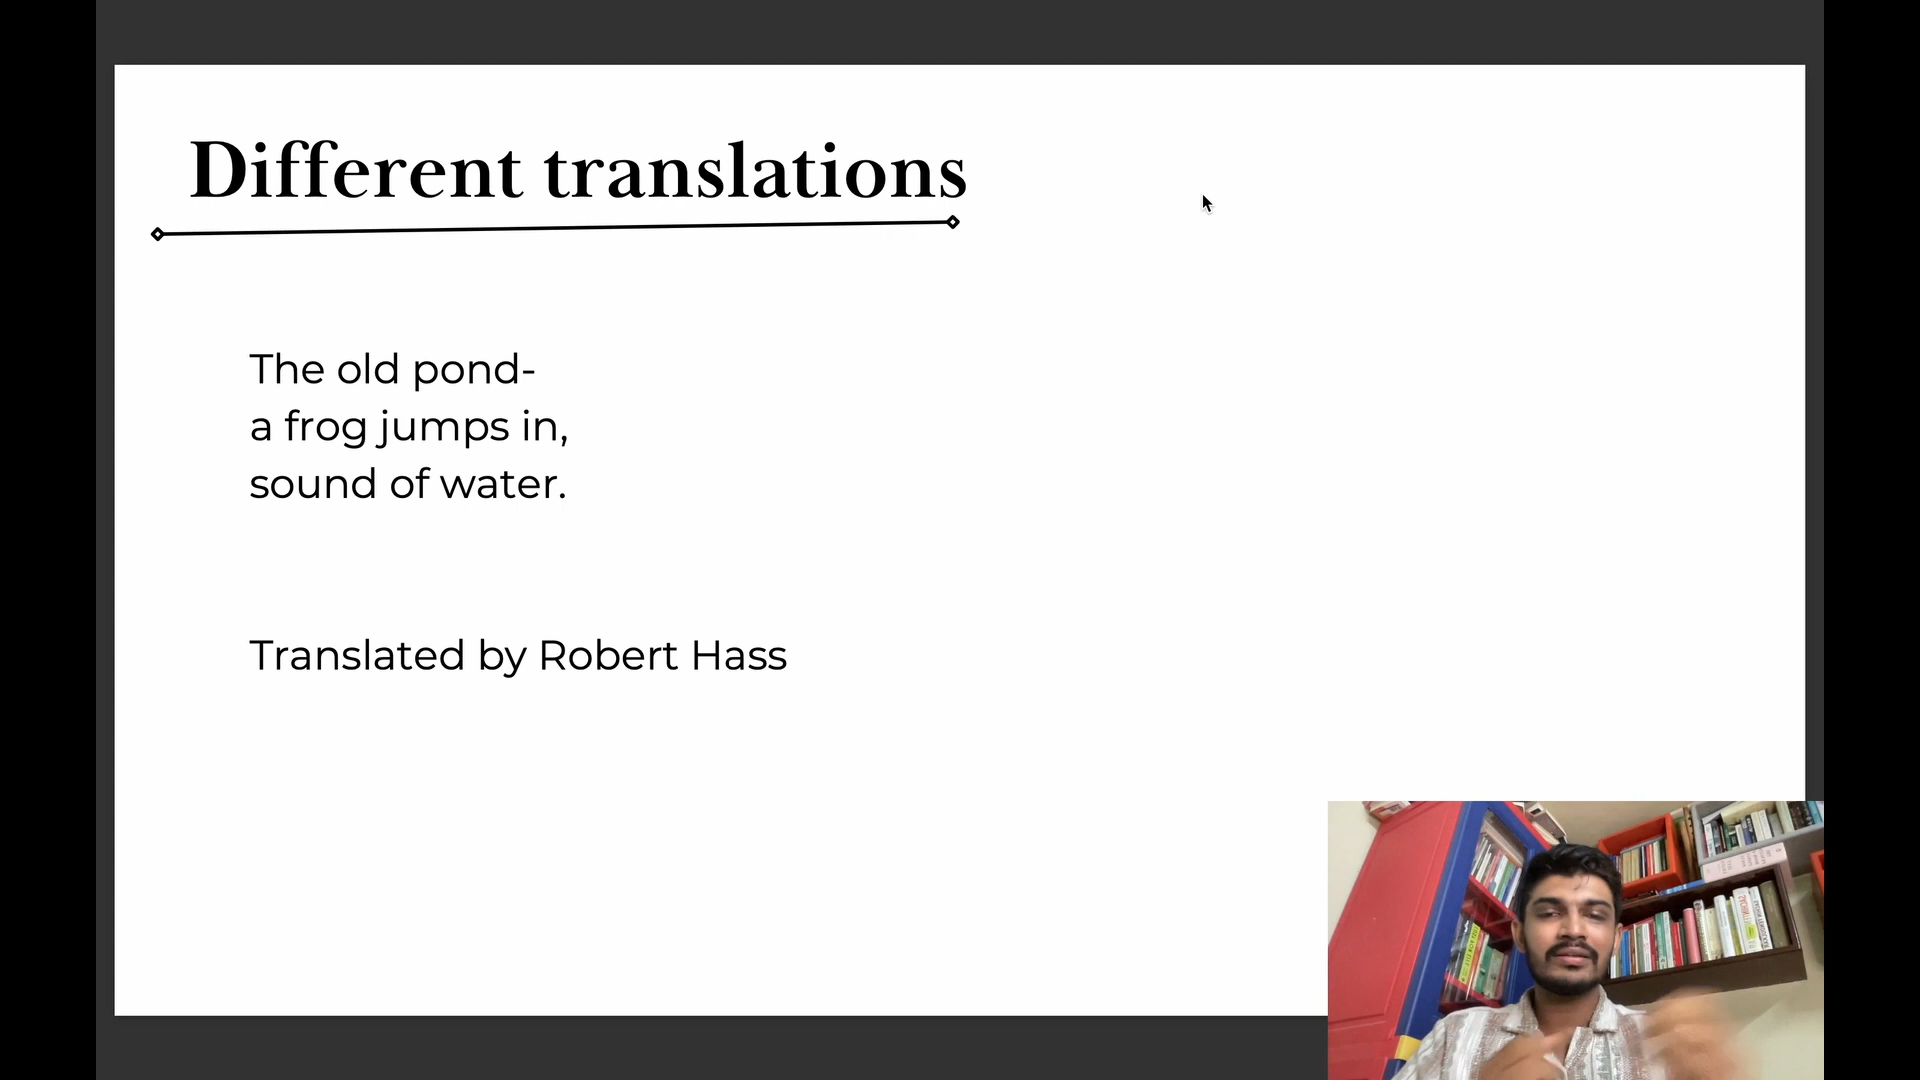 Different translations
The old pond-
a frog jumps in,
sound of water.
Translated by Robert Hass